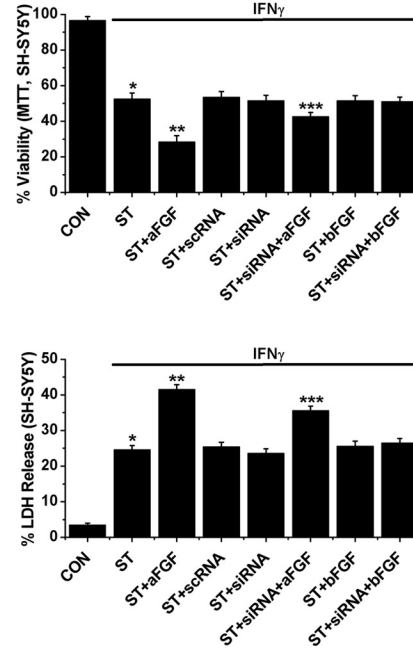 IFNγ
% Viability (MTT, SH-SY5Y)
100
80
60
40
20
0
*
**
***
CON
ST
ST+aFGF
ST+scRNA
ST+siRNA
ST+siRNA+aFGF
ST+bFGF
ST+siRNA+bFGF
IFNγ
% LDH Release (SH-SY5Y)
50
40
30
20
10
0
*
**
***
CON
ST
ST+aFGF
ST+scRNA
ST+siRNA
ST+siRNA+aFGF
ST+bFGF
ST+siRNA+bFGF